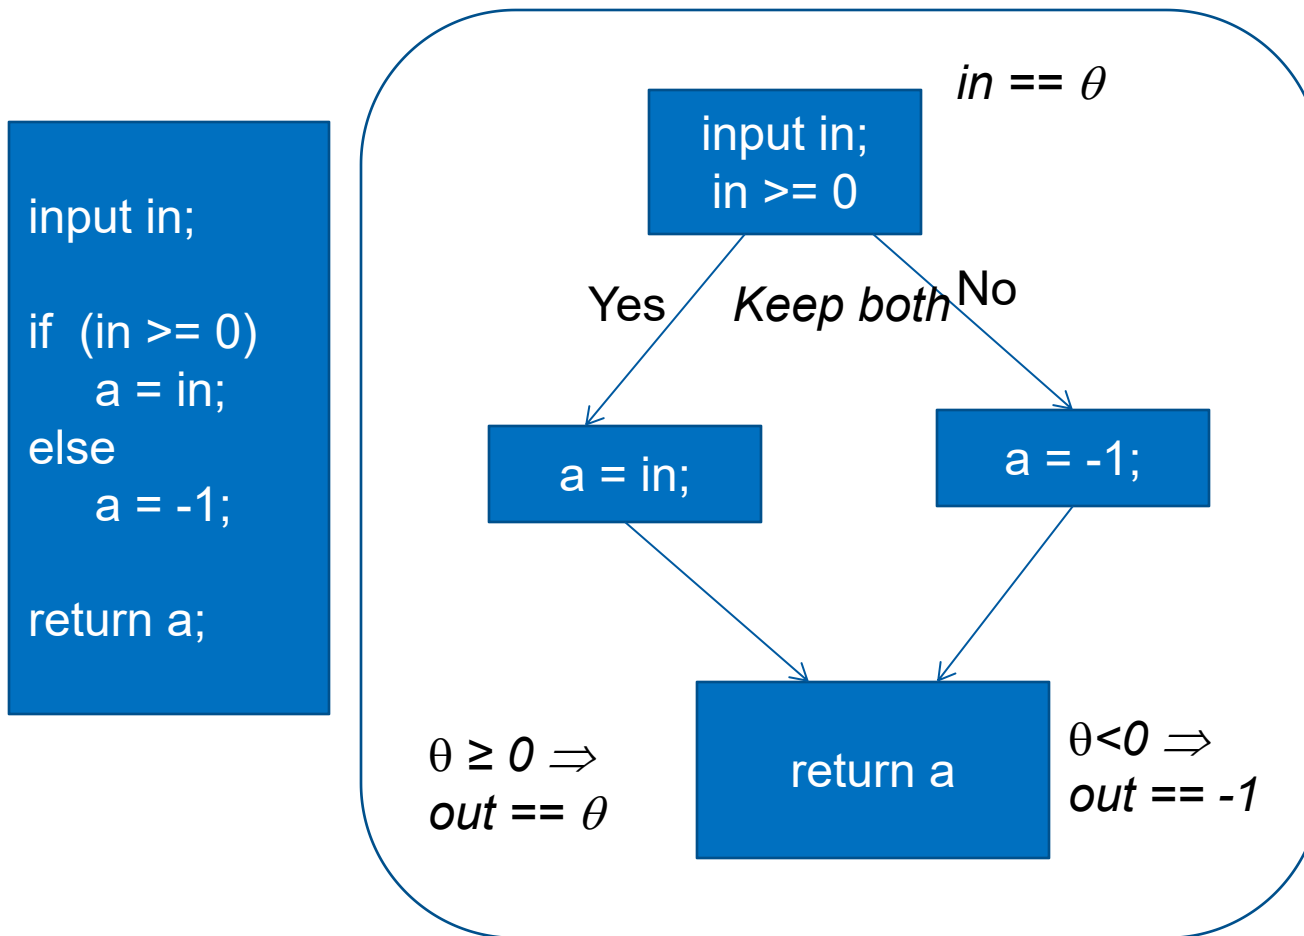 input in;
if  (in >= 0)
a = in;
else
a = -1;
return a;
in == θ
input in;
in >= 0
Yes
Keep both
No
a = in;
a = -1;
θ ≥ 0 ⇒
out == θ
return a
θ<0 ⇒
out == -1